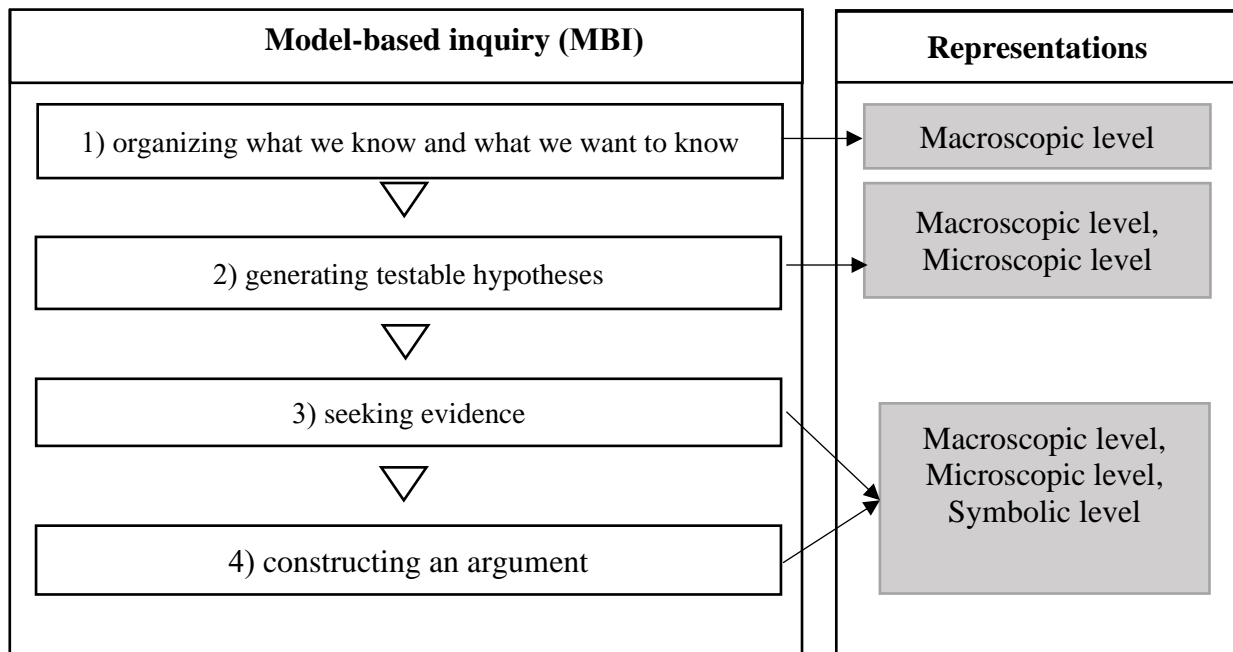 Model-based inquiry (MBI)
Representations
1) organizing what we know and what we want to know
Macroscopic level
2) generating testable hypotheses
Macroscopic level,
Microscopic level
3) seeking evidence
Macroscopic level,
Microscopic level,
Symbolic level
4) constructing an argument